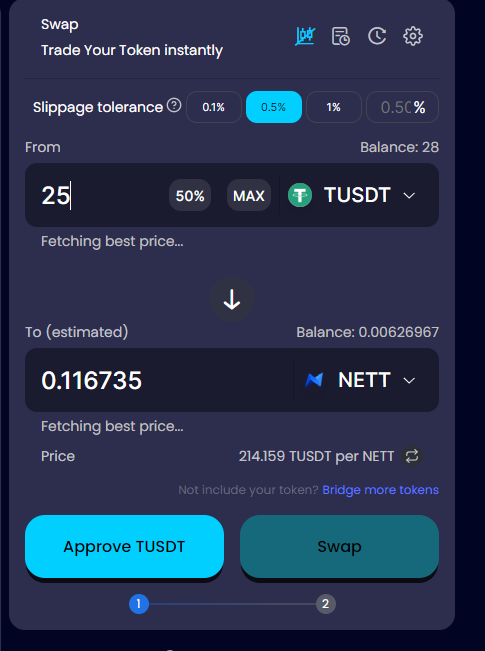 Swap
Trade Your Token instantly
Slippage tolerance ? 0.1% 0.5% 1% 0.50 %
From Balance: 28
25 50% MAX TUSDT
Fetching best price...
To (estimated) Balance: 0.00626967
0.116735 NETT
Fetching best price...
Price 214.159 TUSDT per NETT
Not include your token? Bridge more tokens
Approve TUSDT Swap
1 2